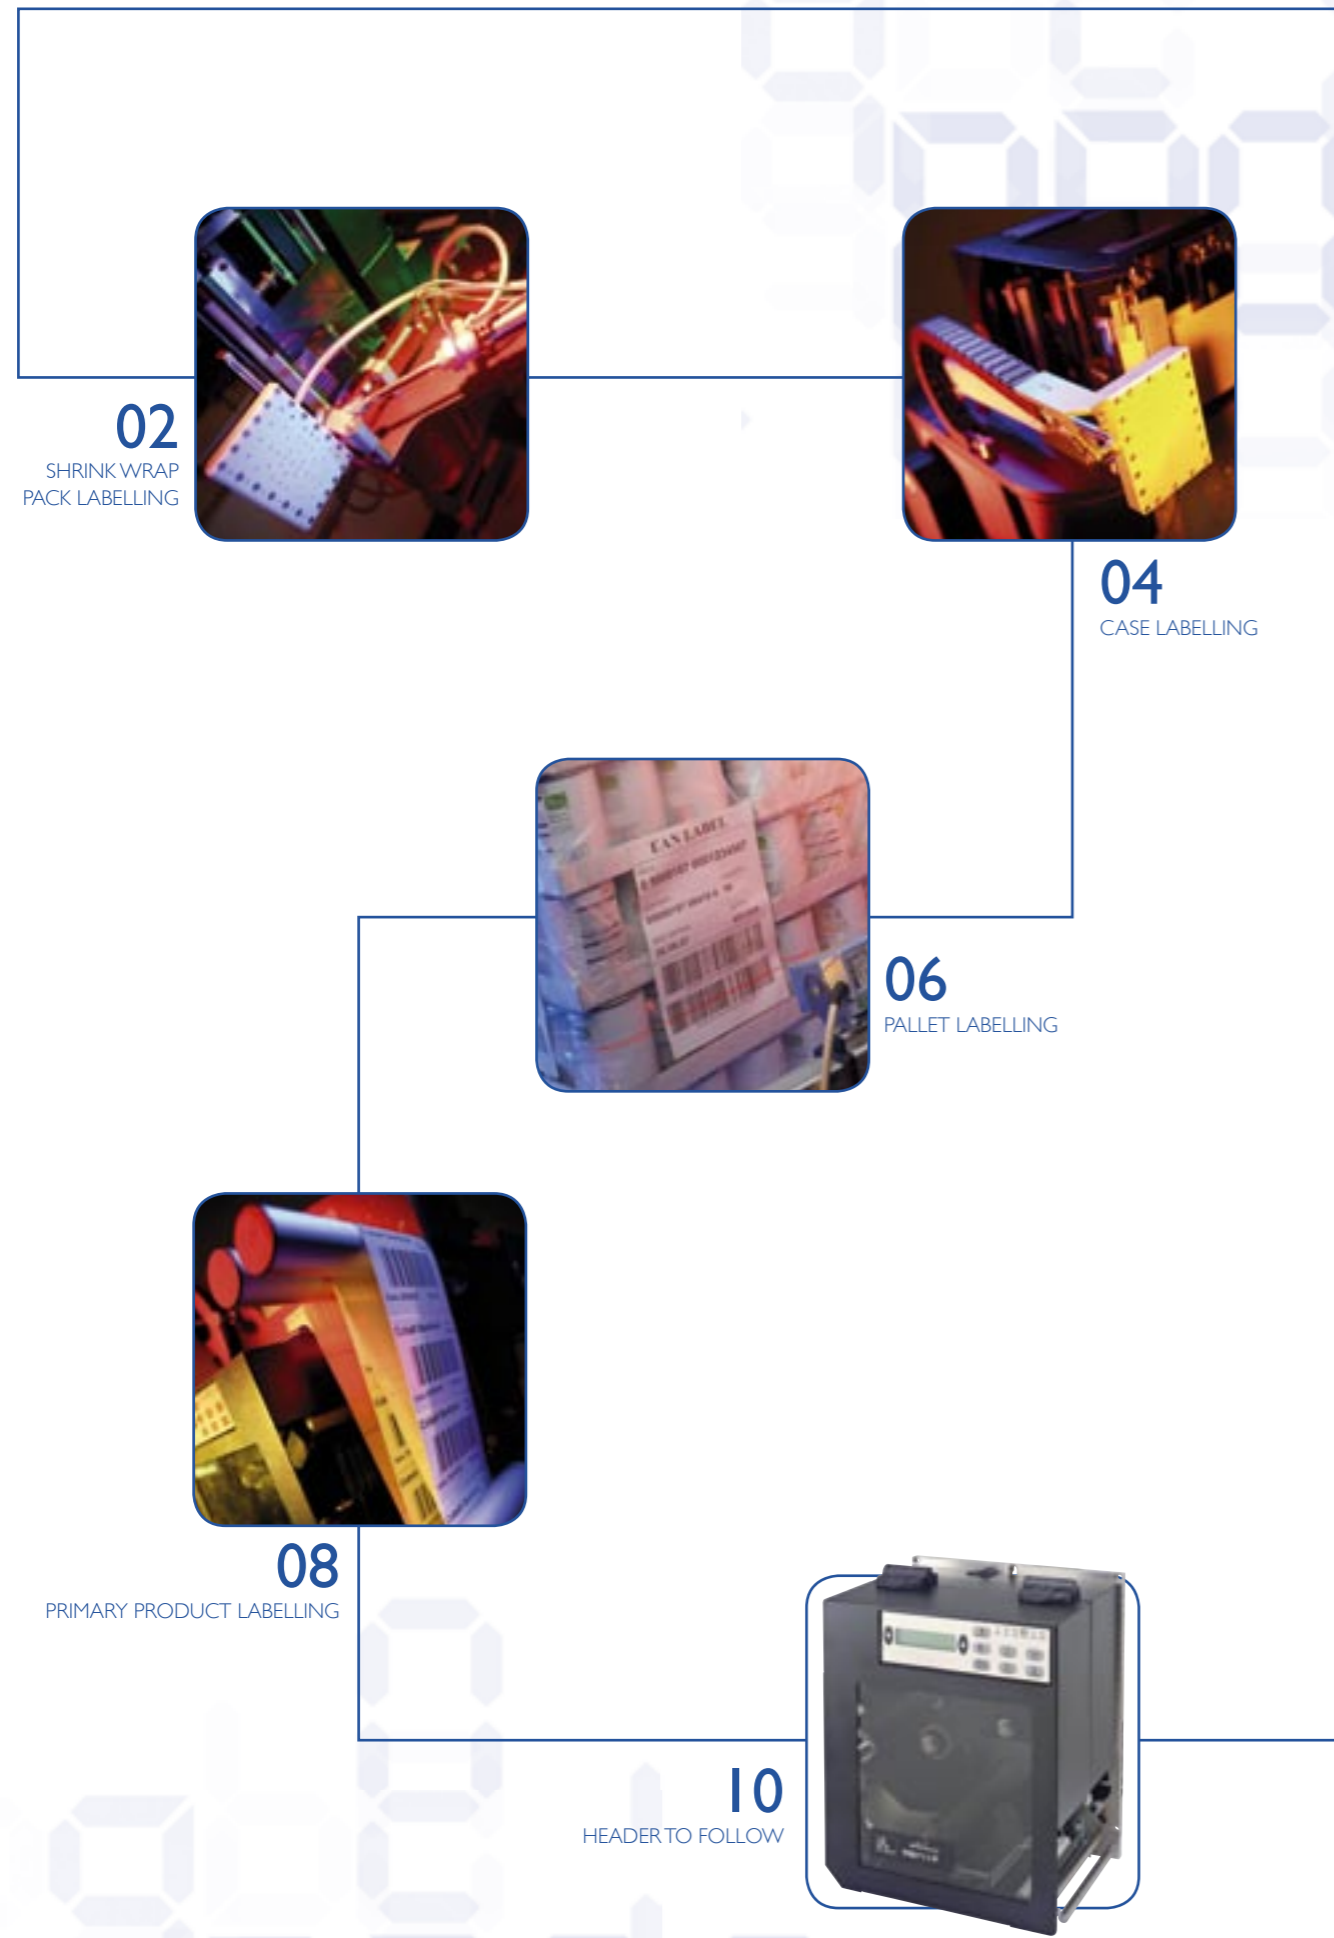 02
SHRINK WRAP
PACK LABELLING
04
CASE LABELLING
EAN LABEL
06
PALLET LABELLING
08
PRIMARY PRODUCT LABELLING
10
HEADER TO FOLLOW